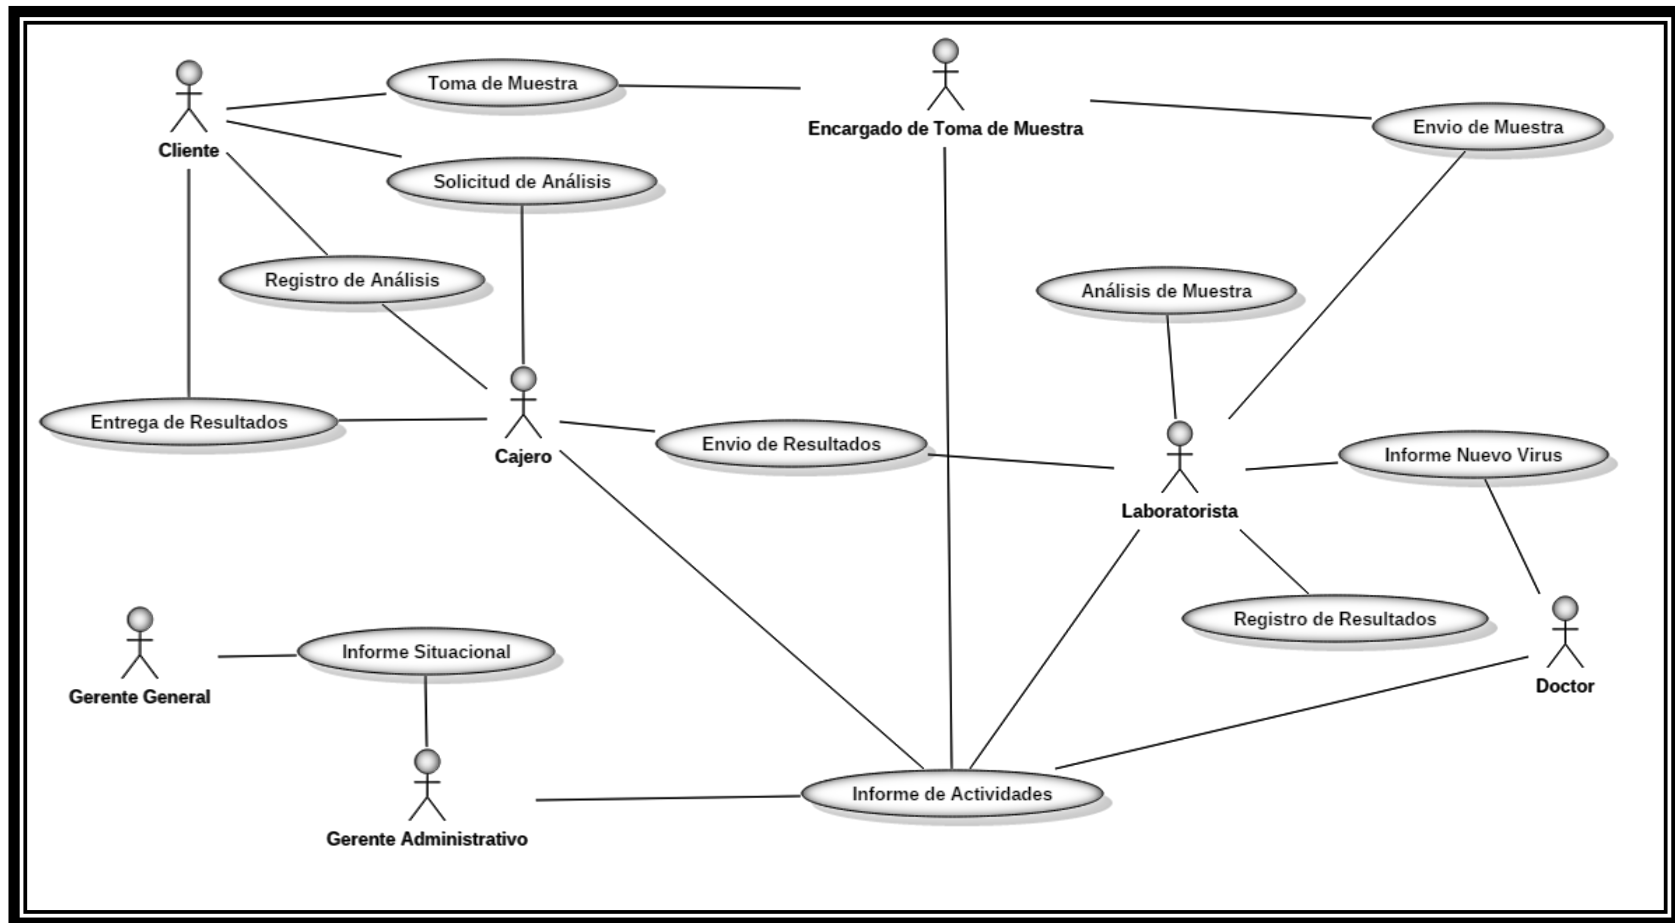 Toma de Muestra
Encargado de Toma de Muestra
Envio de Muestra
Cliente
Solicitud de Análisis
Registro de Análisis
Análisis de Muestra
Entrega de Resultados
Cajero
Envio de Resultados
Informe Nuevo Virus
Laboratorista
Registro de Resultados
Informe Situacional
Gerente General
Doctor
Informe de Actividades
Gerente Administrativo